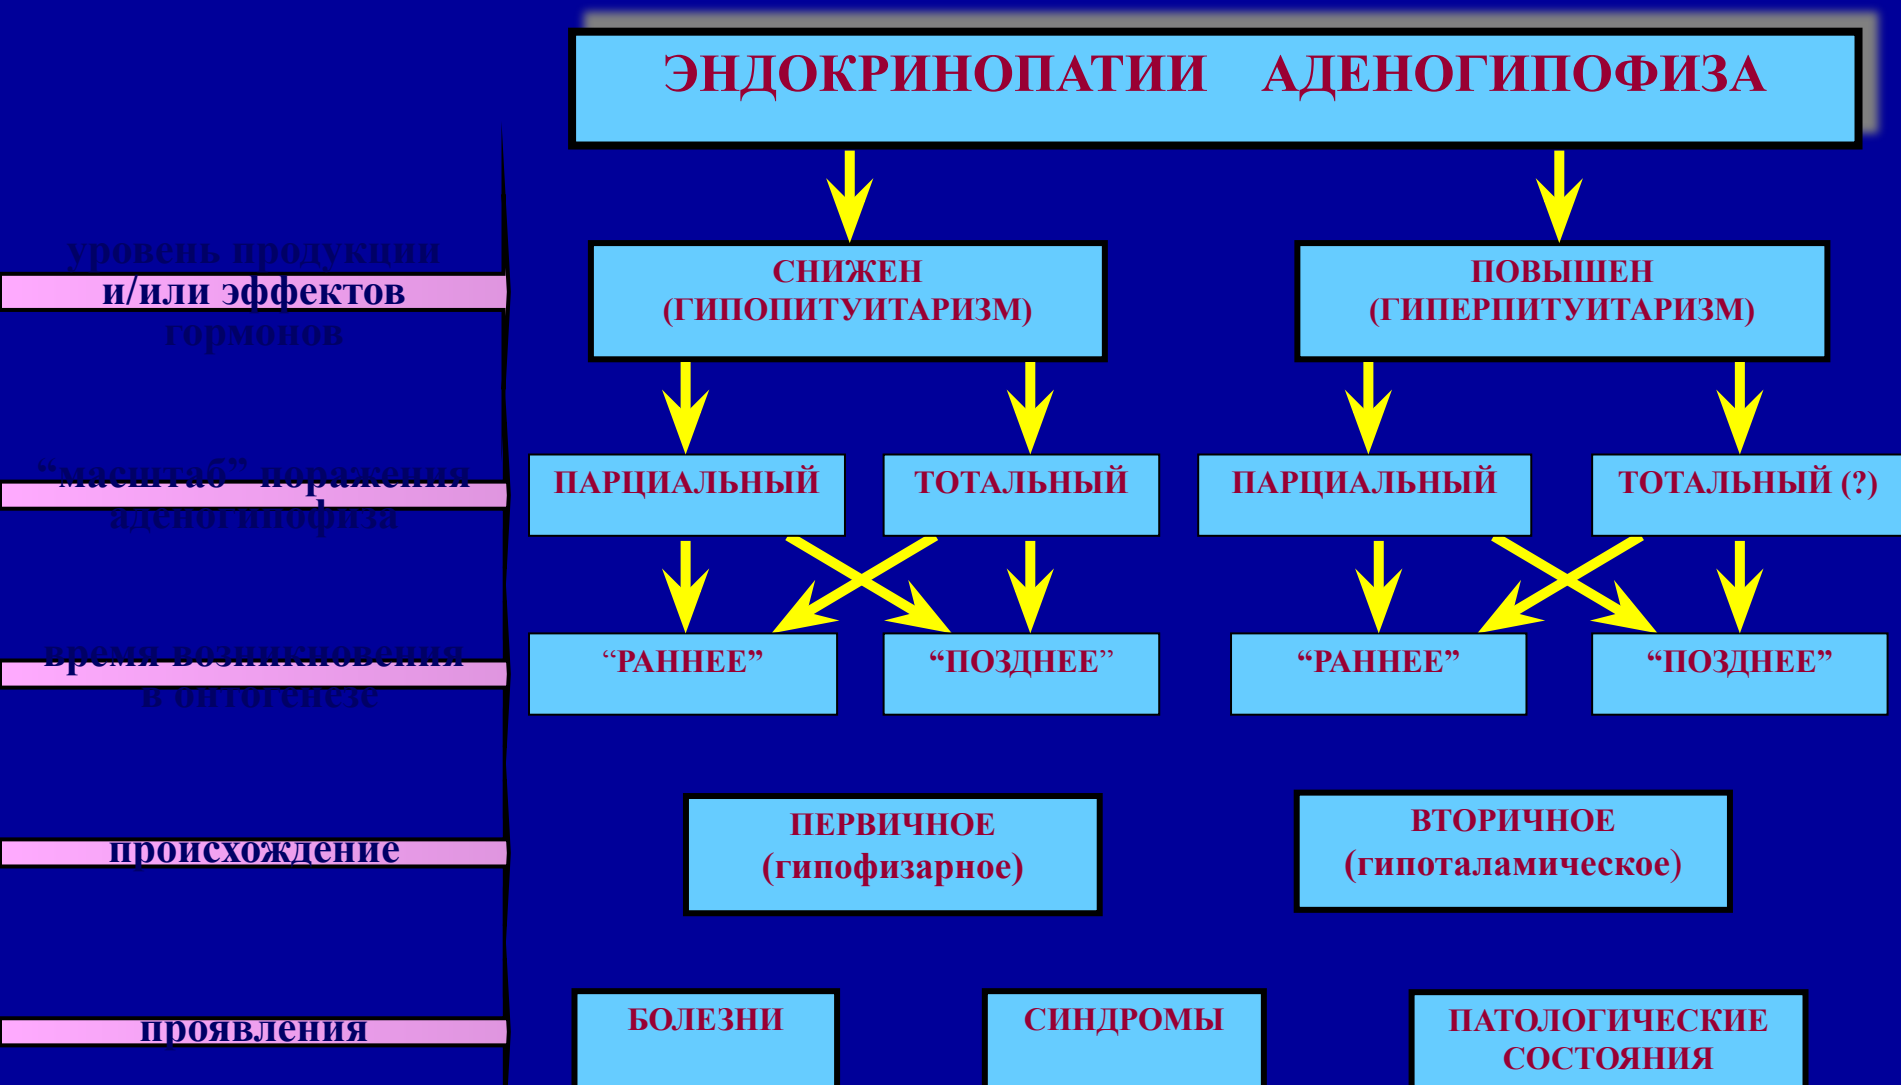 ЭНДОКРИНОПАТИИ АДЕНОГИПОФИЗА
уровень продукции
и/или эффектов
гормонов
СНИЖЕН
(ГИПОПИТУИТАРИЗМ)
ПОВЫШЕН
(ГИПЕРПИТУИТАРИЗМ)
“масштаб” поражения
аденогипофиза
ПАРЦИАЛЬНЫЙ
ТОТАЛЬНЫЙ
ПАРЦИАЛЬНЫЙ
ТОТАЛЬНЫЙ (?)
время возникновения
в онтогенезе
“РАННЕЕ”
“ПОЗДНЕЕ”
“РАННЕЕ”
“ПОЗДНЕЕ”
происхождение
ПЕРВИЧНОЕ
(гипофизарное)
ВТОРИЧНОЕ
(гипоталамическое)
проявления
БОЛЕЗНИ
СИНДРОМЫ
ПАТОЛОГИЧЕСКИЕ
СОСТОЯНИЯ